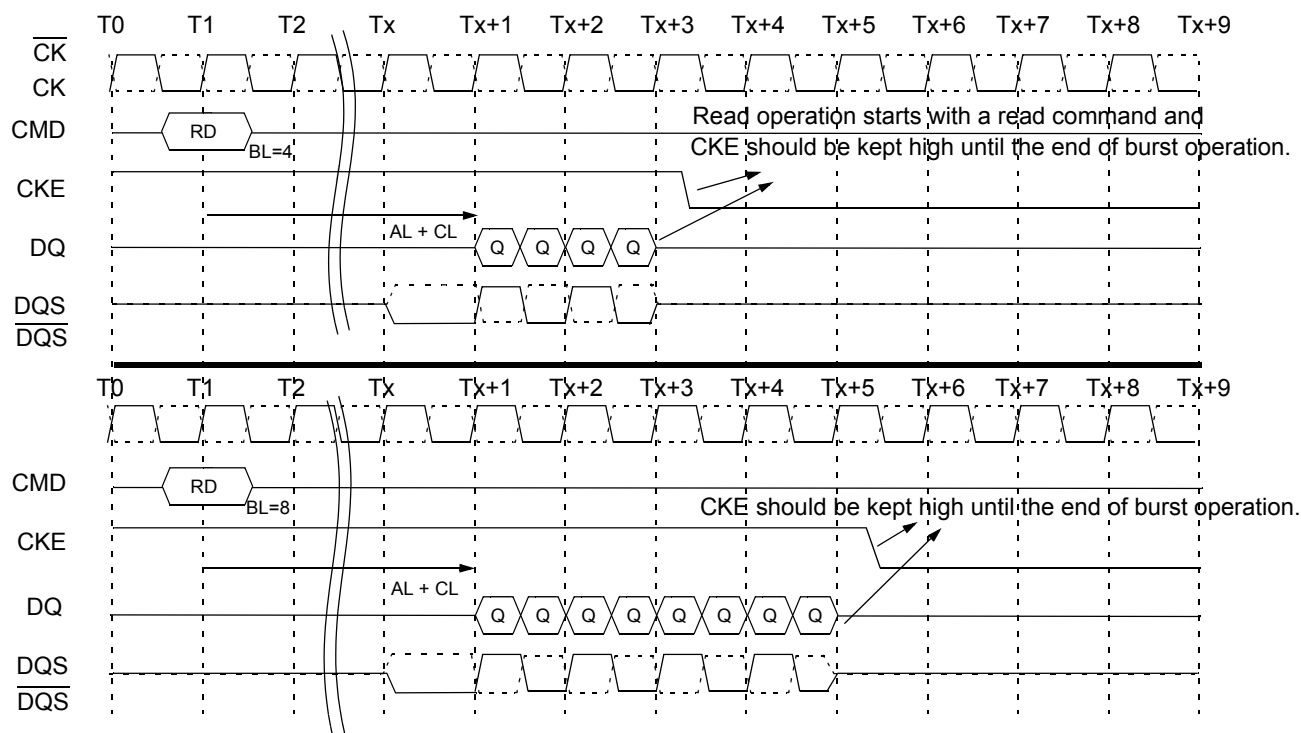 T0 T1 T2 Tx Tx+1 Tx+2 Tx+3 Tx+4 Tx+5 Tx+6 Tx+7 Tx+8 Tx+9
CK
CK
CMD RD BL=4
Read operation starts with a read command and
CKE should be kept high until the end of burst operation.
CKE
AL + CL
DQ Q Q Q Q
DQS
DQS
T0 T1 T2 Tx Tx+1 Tx+2 Tx+3 Tx+4 Tx+5 Tx+6 Tx+7 Tx+8 Tx+9
CMD RD BL=8
CKE should be kept high until the end of burst operation.
CKE
AL + CL
DQ Q Q Q Q Q Q Q Q
DQS
DQS